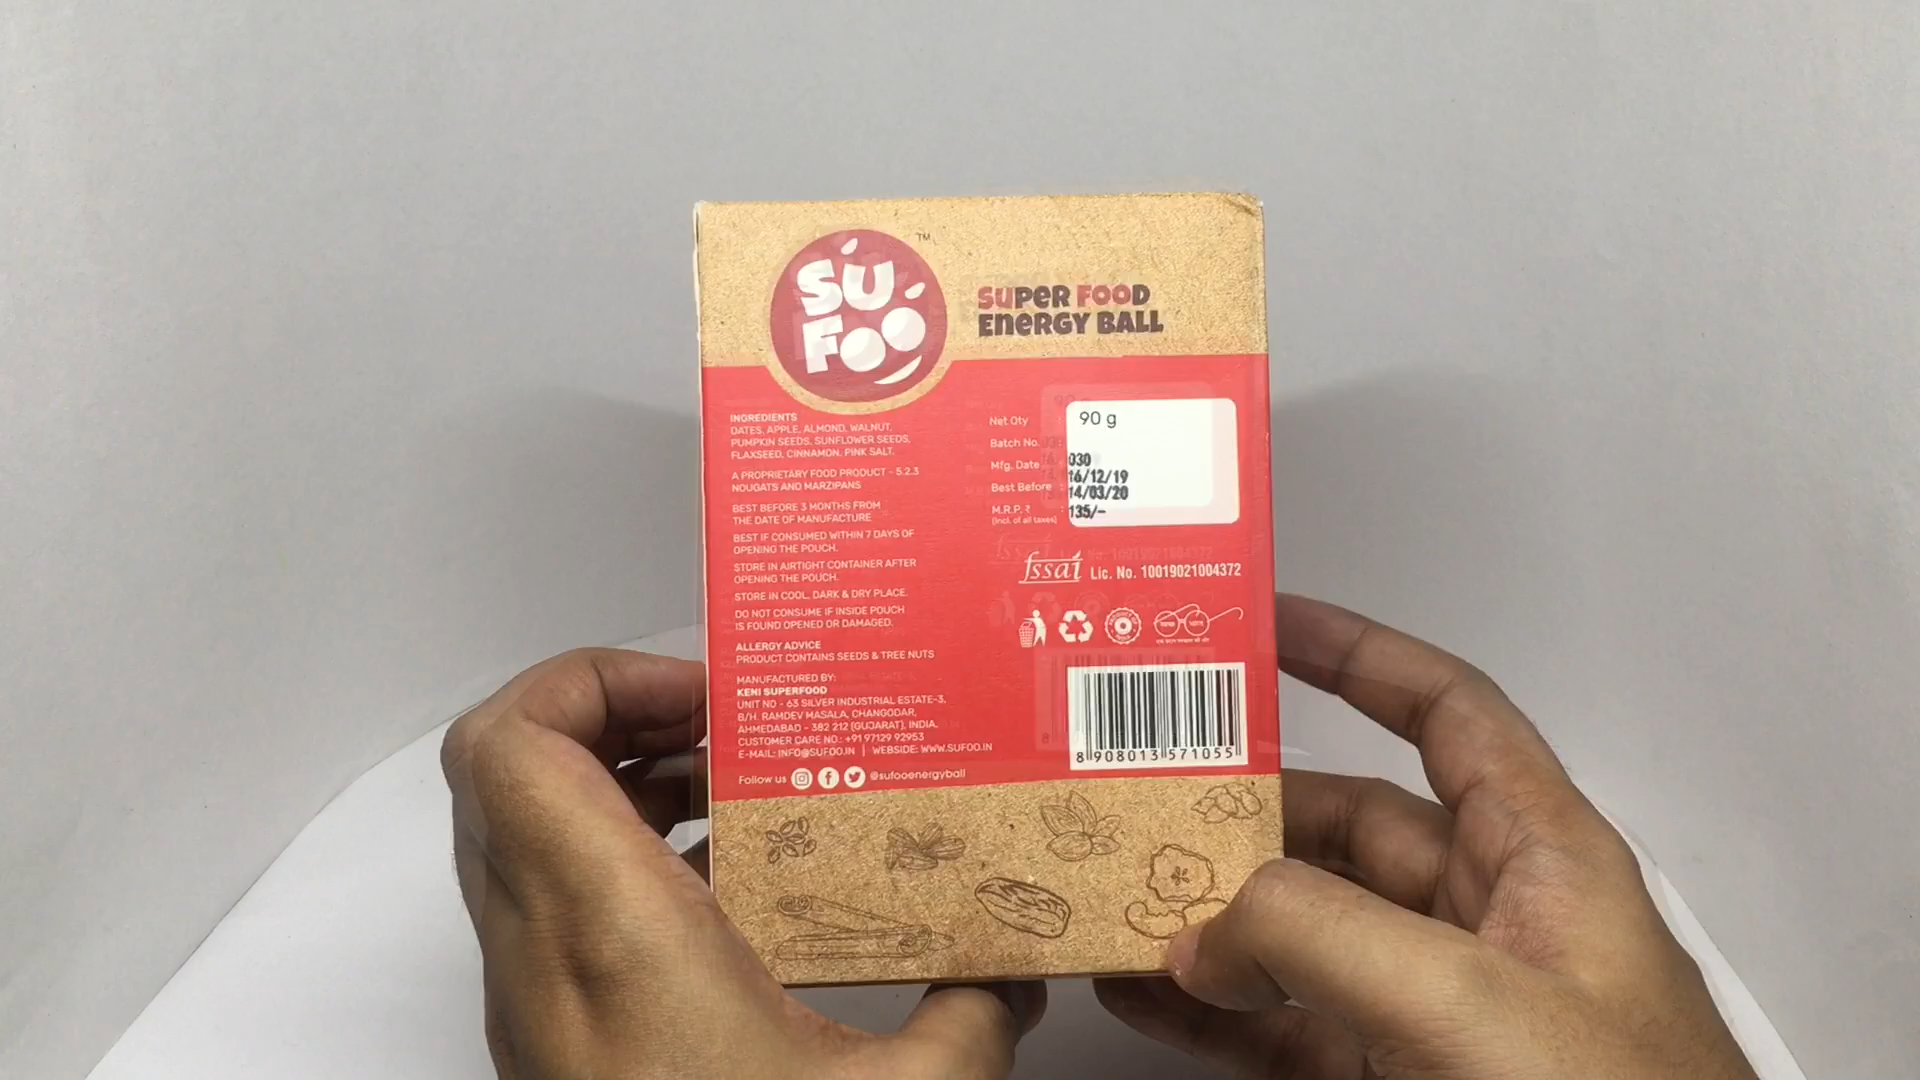 SU
FOO
TM
SUPER FOOD
ENERGY BALL
INGREDIENTS
DATES, APPLE, ALMOND, WALNUT,
PUMPKIN SEEDS, SUNFLOWER SEEDS,
FLAXSEED, CINNAMON, PINK SALT.
A PROPRIETARY FOOD PRODUCT - 5.2.3
NOUGATS AND MARZIPANS
BEST BEFORE 3 MONTHS FROM
THE DATE OF MANUFACTURE
BEST IF CONSUMED WITHIN 7 DAYS OF
OPENING THE POUCH.
STORE IN AIRTIGHT CONTAINER AFTER
OPENING THE POUCH.
STORE IN COOL, DARK & DRY PLACE.
DO NOT CONSUME IF INSIDE POUCH
IS FOUND OPENED OR DAMAGED.
ALLERGY ADVICE
PRODUCT CONTAINS SEEDS & TREE NUTS
MANUFACTURED BY:
KENI SUPERFOOD
UNIT NO - 63 SILVER INDUSTRIAL ESTATE-3,
B/H. RAMDEV MASALA, CHANGODAR,
AHMEDABAD - 382 212 (GUJARAT), INDIA.
CUSTOMER CARE NO.: +91 97129 92953
E-MAIL: INFO@SUFOO.IN | WEBSIDE: WWW.SUFOO.IN
Follow us @sufooenergyball
Net Qty : 90 g
Batch No. 030
Mfg. Date 16/12/19
Best Before : 14/03/20
M.R.P. ₹ : 135/-
(Incl. of all taxes)
fssai Lic. No. 10019021004372
8 908013 571055